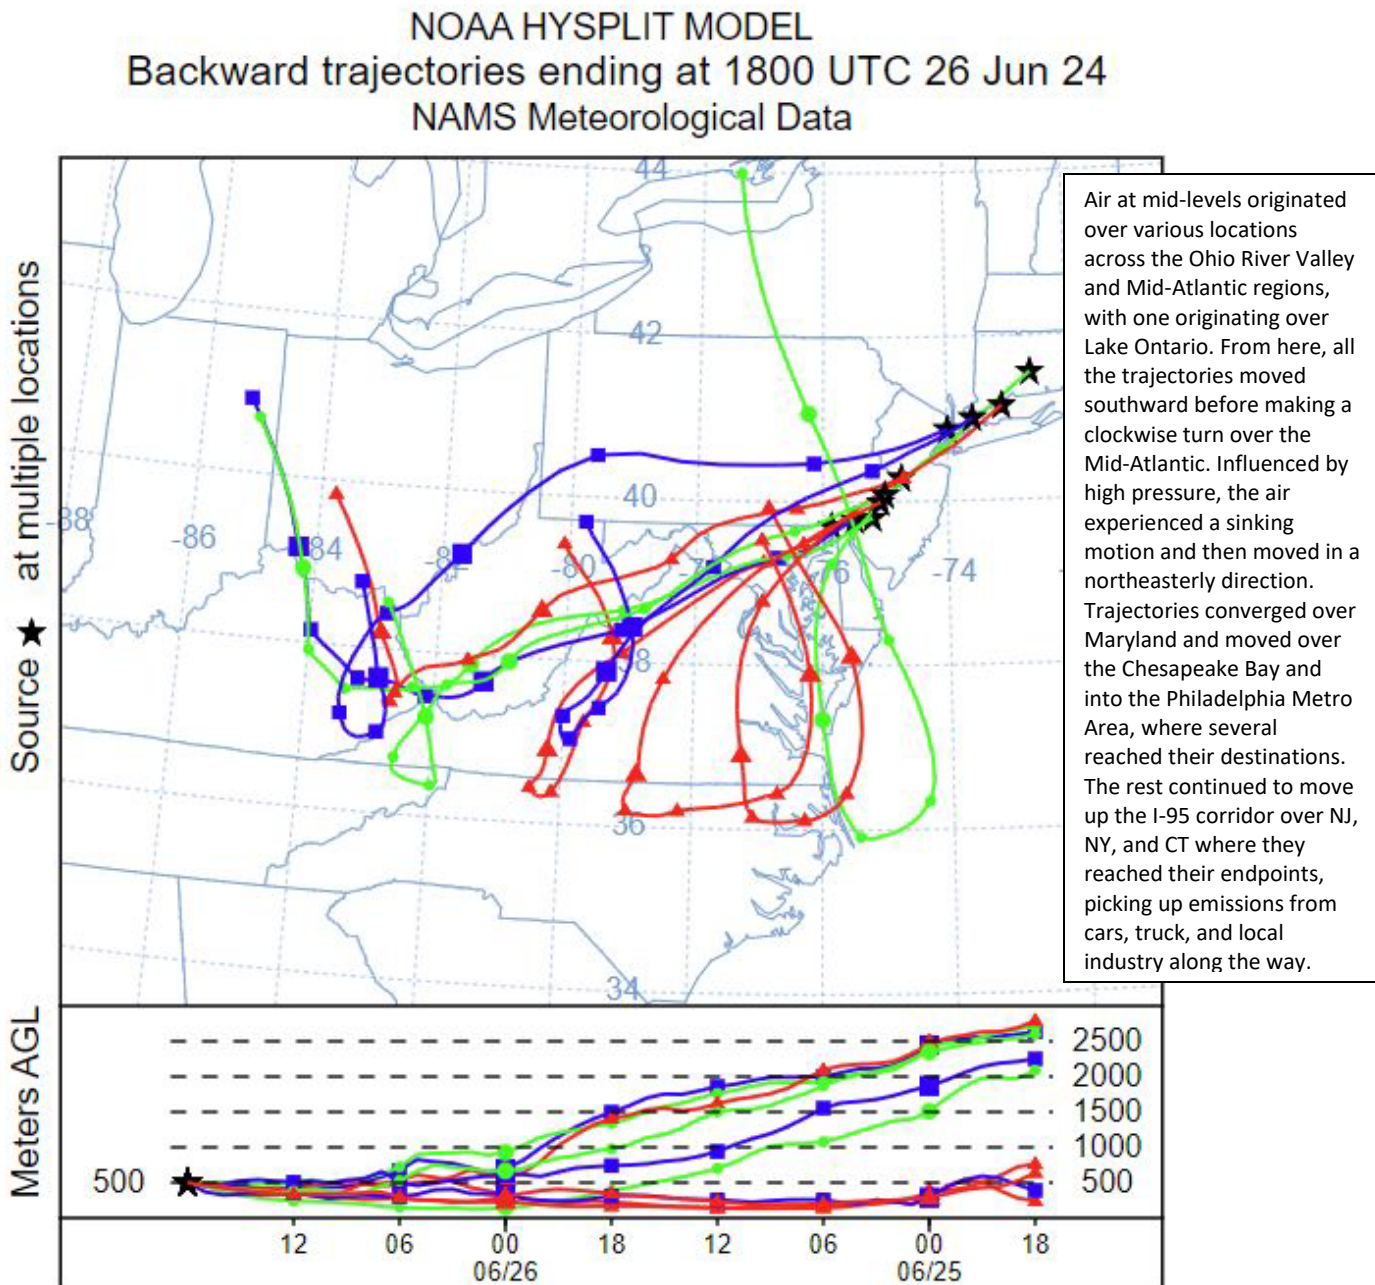 NOAA HYSPLIT MODEL
Backward trajectories ending at 1800 UTC 26 Jun 24
NAMS Meteorological Data
Source ★ at multiple locations
44
42
40
-88
-86
-84
-82
-80
-78
-76
-74
38
36
34
Air at mid-levels originated
over various locations
across the Ohio River Valley
and Mid-Atlantic regions,
with one originating over
Lake Ontario. From here, all
the trajectories moved
southward before making a
clockwise turn over the
Mid-Atlantic. Influenced by
high pressure, the air
experienced a sinking
motion and then moved in a
northeasterly direction.
Trajectories converged over
Maryland and moved over
the Chesapeake Bay and
into the Philadelphia Metro
Area, where several
reached their destinations.
The rest continued to move
up the I-95 corridor over NJ,
NY, and CT where they
reached their endpoints,
picking up emissions from
cars, truck, and local
industry along the way.
Meters AGL
500
2500
2000
1500
1000
500
12 06 00 18 12 06 00 18
06/26 06/25